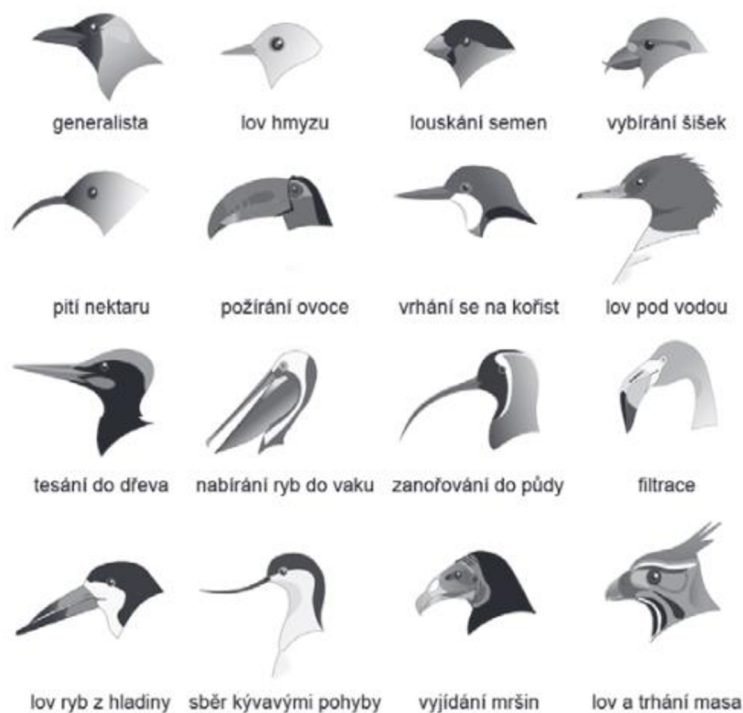 generalista lov hmyzu louskání semen vybírání šišek
pití nektaru požírání ovoce vrhání se na kořist lov pod vodou
tesání do dřeva nabírání ryb do vaku zanořování do půdy filtrace
lov ryb z hladiny sběr kývavými pohyby vyjídání mršin lov a trhání masa